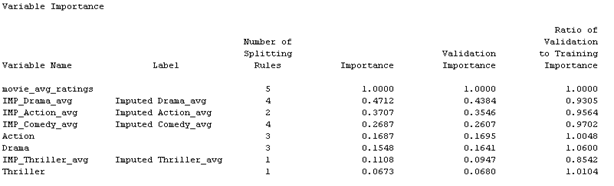 Variable Importance
Ratio of
Number of Validation
Splitting Validation to Training
Variable Name Label Rules Importance Importance Importance
movie_avg_ratings 5 1.0000 1.0000 1.0000
IMP_Drama_avg Imputed Drama_avg 4 0.4712 0.4384 0.9305
IMP_Action_avg Imputed Action_avg 2 0.3707 0.3546 0.9564
IMP_Comedy_avg Imputed Comedy_avg 4 0.2687 0.2607 0.9702
Action 3 0.1687 0.1695 1.0048
Drama 3 0.1548 0.1641 1.0600
IMP_Thriller_avg Imputed Thriller_avg 1 0.1108 0.0947 0.8542
Thriller 1 0.0673 0.0680 1.0104